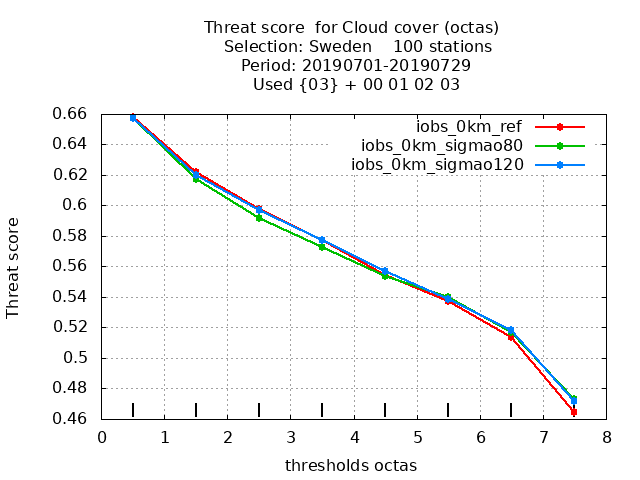 Threat score  for Cloud cover (octas)
Selection: Sweden    100 stations
Period: 20190701-20190729
Used {03} + 00 01 02 03
iobs_0km_ref
iobs_0km_sigmao80
iobs_0km_sigmao120
0.66
0.64
0.62
0.6
0.58
0.56
0.54
0.52
0.5
0.48
0.46
Threat score
0 1 2 3 4 5 6 7 8
thresholds octas